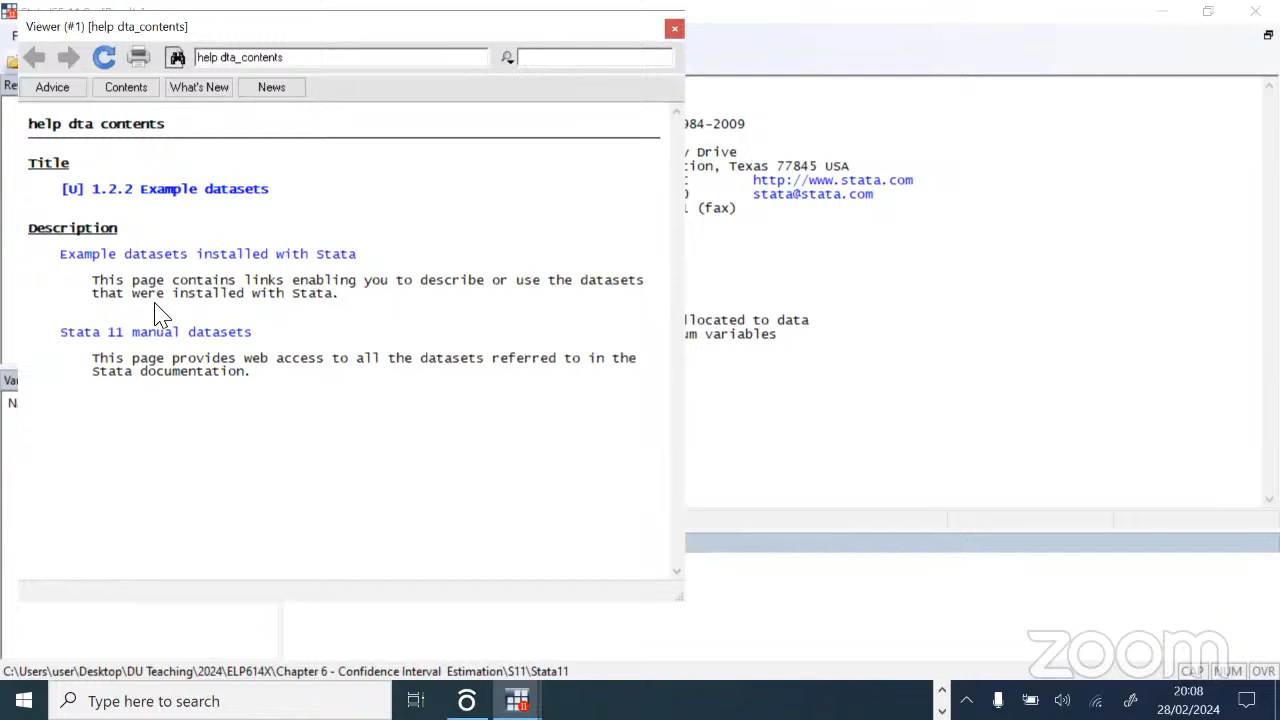 Viewer (#1) [help dta_contents]
help dta_contents
Advice
Contents
What's New
News
help dta contents
Title
[U] 1.2.2 Example datasets
Description
Example datasets installed with Stata
This page contains links enabling you to describe or use the datasets
that were installed with Stata.
Stata 11 manual datasets
This page provides web access to all the datasets referred to in the
Stata documentation.
984-2009
y Drive
tion, Texas 77845 USA
http://www.stata.com
stata@stata.com
(fax)
llocated to data
um variables
Re
Va
N
zoom
C:\Users\user\Desktop\DU Teaching\2024\ELP614X\Chapter 6 - Confidence Interval Estimation\S11\Stata11
CAP NUM OVR
Type here to search
11
20:08
28/02/2024